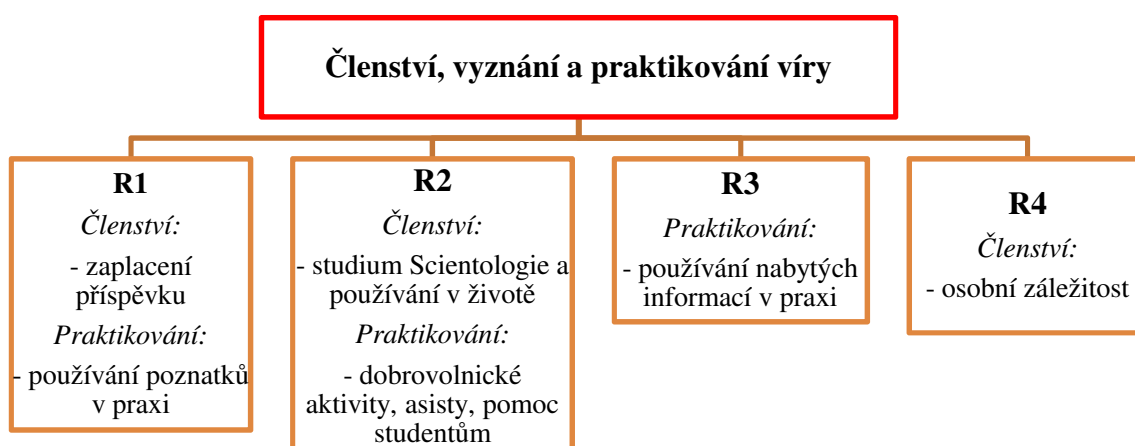 Členství, vyznání a praktikování víry
R1
Členství:
- zaplacení
příspěvku
Praktikování:
- používání poznatků
v praxi
R2
Členství:
- studium Scientologie a
používání v životě
Praktikování:
- dobrovolnické
aktivity, asisty, pomoc
studentům
R3
Praktikování:
- používání nabytých
informací v praxi
R4
Členství:
- osobní záležitost